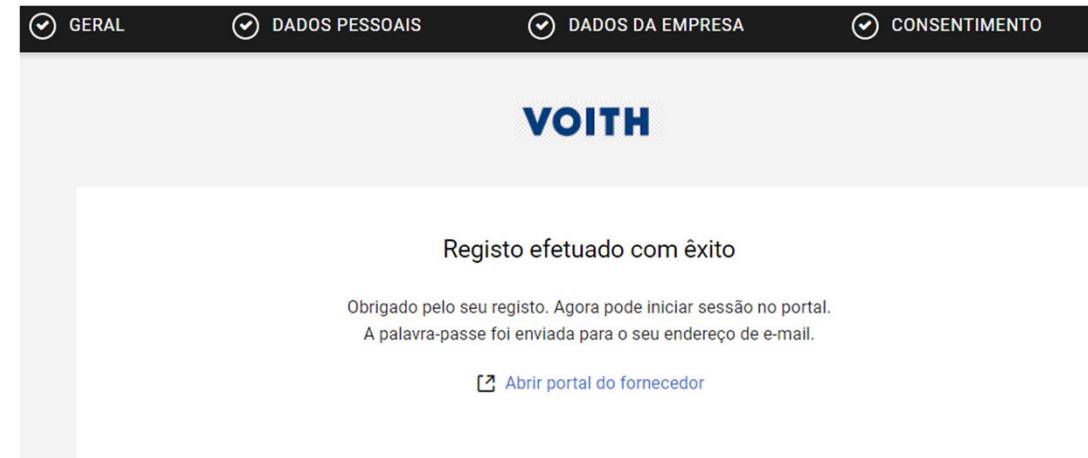 GERAL
DADOS PESSOAIS
DADOS DA EMPRESA
CONSENTIMENTO
VOITH
Registo efetuado com êxito
Obrigado pelo seu registo. Agora pode iniciar sessão no portal.
A palavra-passe foi enviada para o seu endereço de e-mail.
Abrir portal do fornecedor